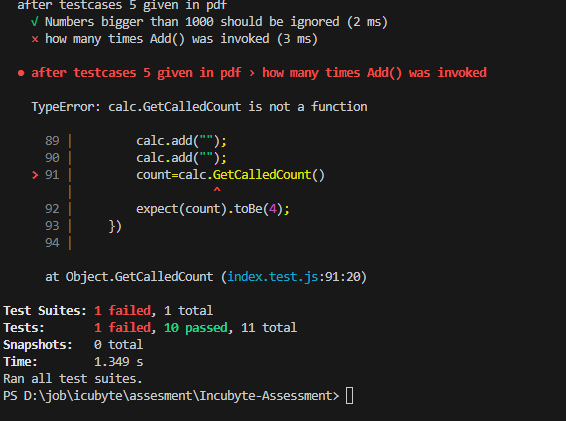 after testcases 5 given in pdf
√ Numbers bigger than 1000 should be ignored (2 ms)
× how many times Add() was invoked (3 ms)
● after testcases 5 given in pdf › how many times Add() was invoked
TypeError: calc.GetCalledCount is not a function
89 |         calc.add("");
90 |         calc.add("");
> 91 |         count=calc.GetCalledCount()
|                    ^
92 |         expect(count).toBe(4);
93 |     })
94 |
at Object.GetCalledCount (index.test.js:91:20)
Test Suites: 1 failed, 1 total
Tests:       1 failed, 10 passed, 11 total
Snapshots:   0 total
Time:        1.349 s
Ran all test suites.
PS D:\job\icubyte\assesment\Incubyte-Assessment>